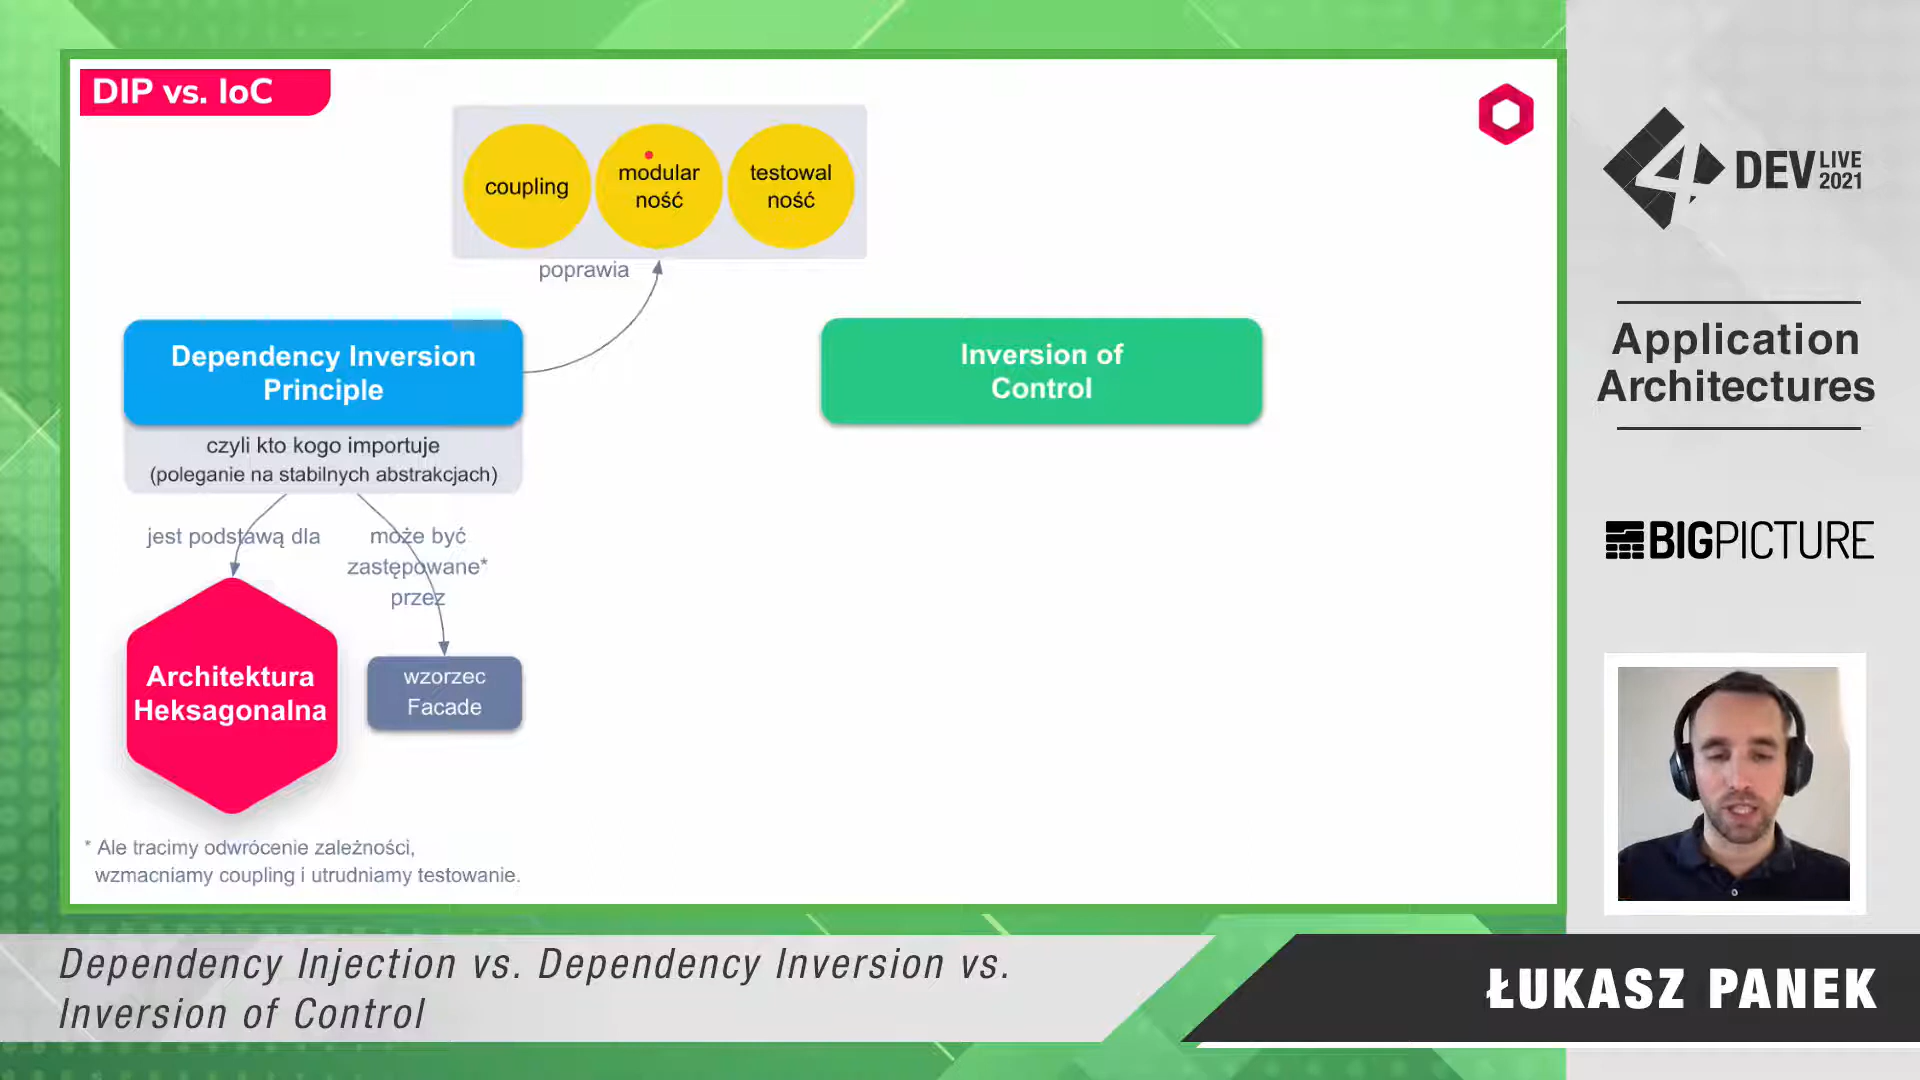 DIP vs. IoC
coupling
modular
ność
testowal
ność
poprawia
Dependency Inversion
Principle
czyli kto kogo importuje
(poleganie na stabilnych abstrakcjach)
Inversion of
Control
jest podstawą dla
może być
zastępowane*
przez
Architektura
Heksagonalna
wzorzec
Facade
* Ale tracimy odwrócenie zależności,
wzmacniamy coupling i utrudniamy testowanie.
4 DEV LIVE
2021
Application
Architectures
BIGPICTURE
Dependency Injection vs. Dependency Inversion vs.
Inversion of Control
ŁUKASZ PANEK